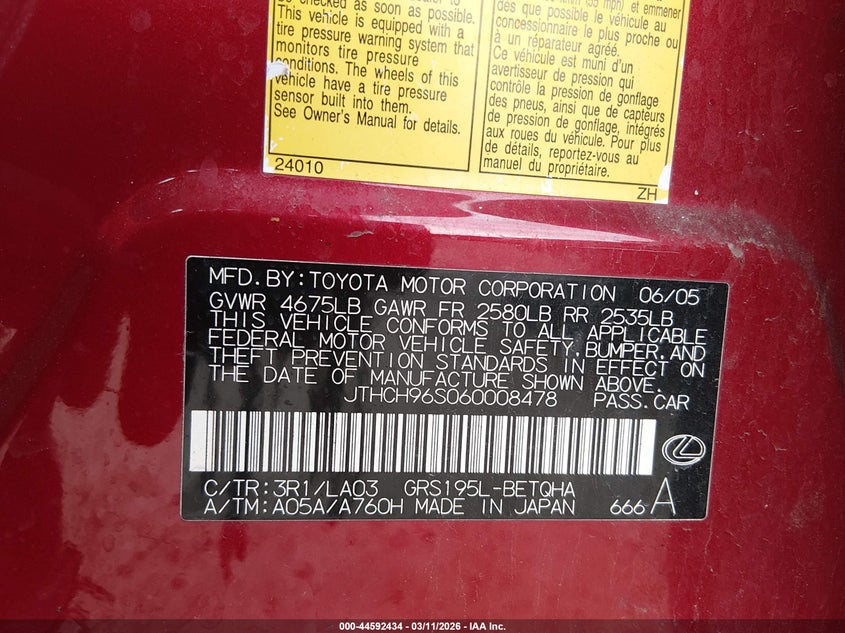 be checked as soon as possible.
This vehicle is equipped with a
tire pressure warning system that
monitors tire pressure
conditions. The wheels of this
vehicle have a tire pressure
sensor built into them.
See Owner's Manual for details.
24010
(55 mph) et emmener
dès que possible le véhicule au
concessionnaire le plus proche ou
à un réparateur agréé.
Ce véhicule est muni d'un
avertisseur de pression qui
contrôle la pression de gonflage
des pneus, ainsi que de capteurs
de pression de gonflage, intégrés
aux roues du véhicule. Pour plus
de détails, reportez-vous au
manuel du propriétaire.
ZH
MFD.BY:TOYOTA MOTOR CORPORATION 06/05
GVWR 4675LB GAWR FR 2580LB RR 2535LB
THIS VEHICLE CONFORMS TO ALL APPLICABLE
FEDERAL MOTOR VEHICLE SAFETY,BUMPER,AND
THEFT PREVENTION STANDARDS IN EFFECT ON
THE DATE OF MANUFACTURE SHOWN ABOVE.
JTHCH96S060008478 PASS.CAR
C/TR:3R1/LA03 GRS195L-BETQHA
A/TM:A05A/A760H MADE IN JAPAN 666 A
000-44592434 | 03/11/2026 - IAA Inc.